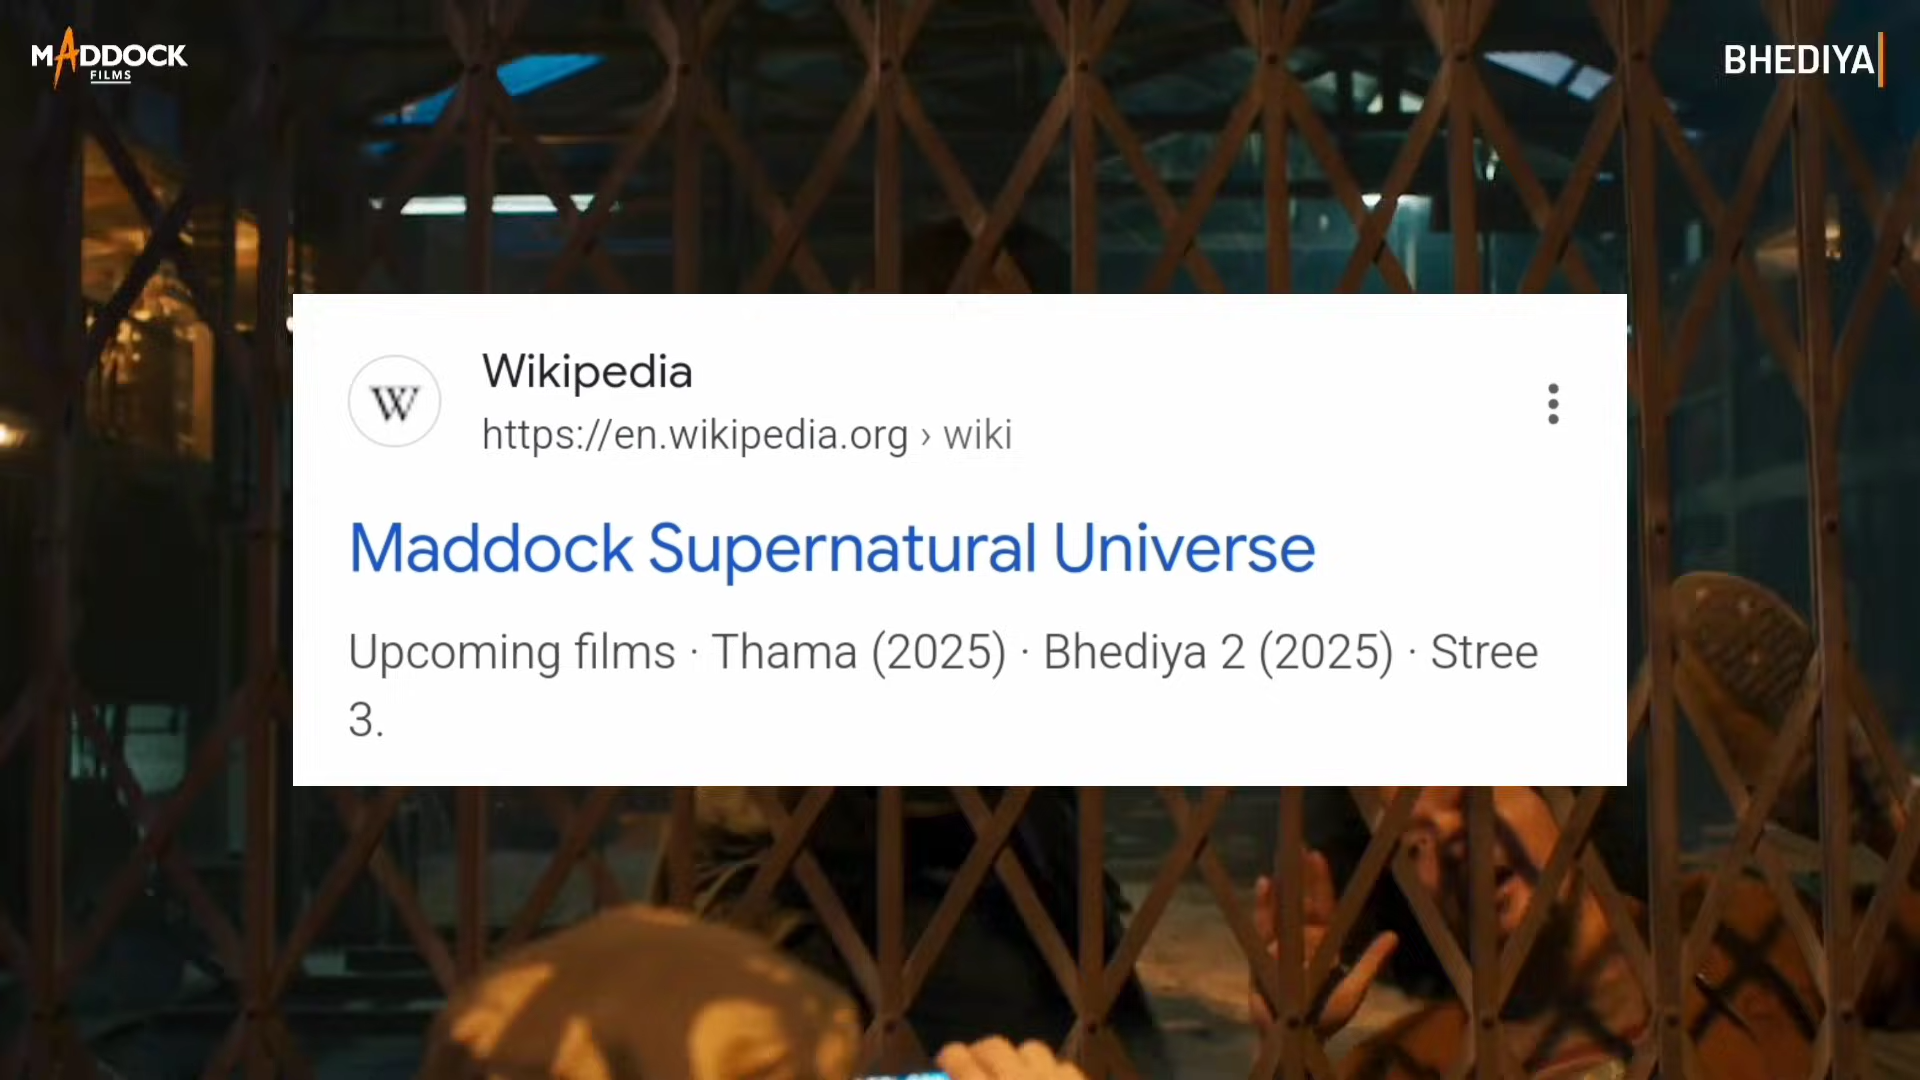 MADDOCK
FILMS
BHEDIYA
W
Wikipedia
https://en.wikipedia.org › wiki
Maddock Supernatural Universe
Upcoming films · Thama (2025) · Bhediya 2 (2025) · Stree
3.